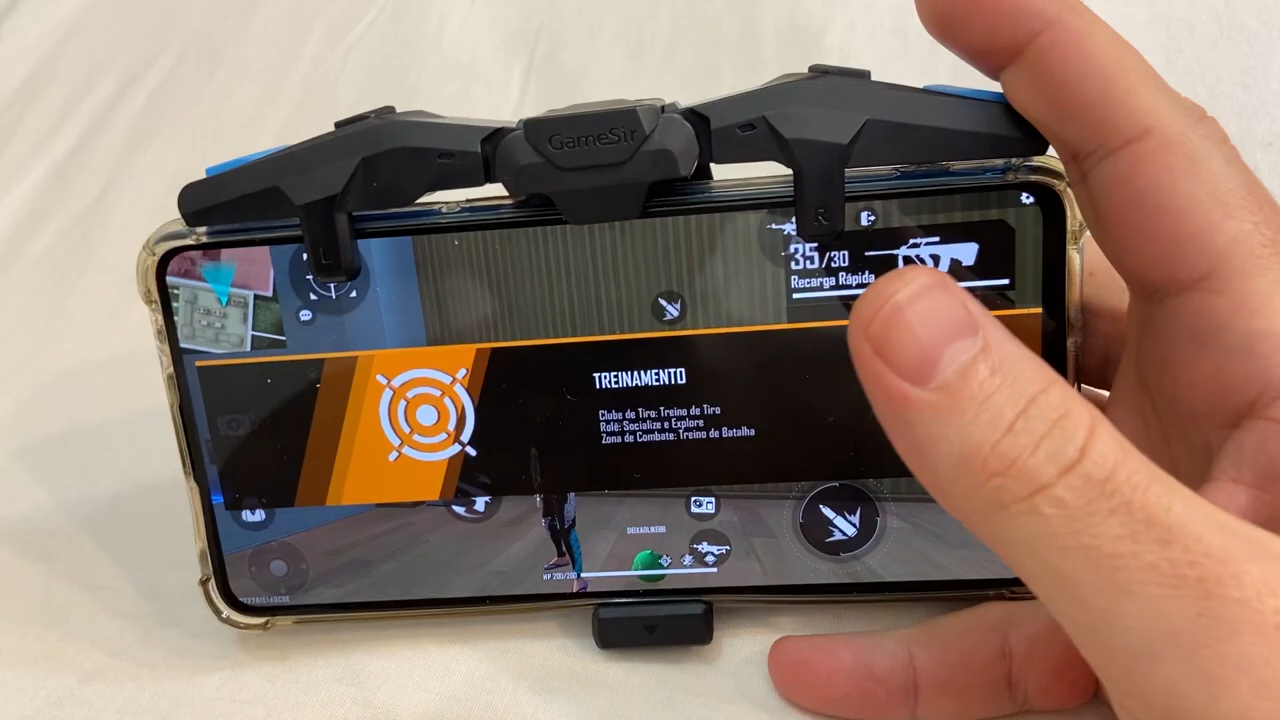 GameSir
L
R
35/30
Recarga Rápida
TREINAMENTO
Clube de Tiro: Treino de Tiro
Rolê: Socialize e Explore
Zona de Combate: Treino de Batalha
DEIXAOLIKEBB
HP 200/200